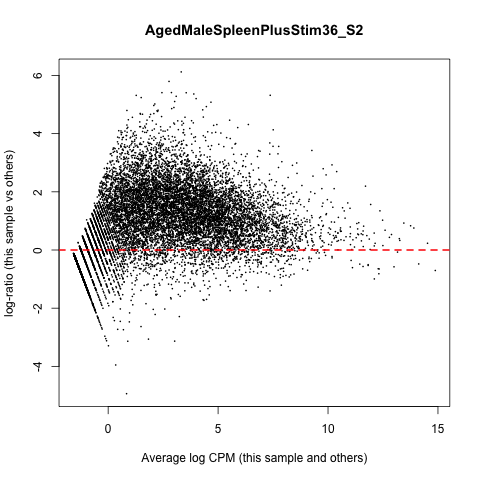 AgedMaleSpleenPlusStim36_S2
log-ratio (this sample vs others)
6
4
2
0
-2
-4
0 5 10 15
Average log CPM (this sample and others)